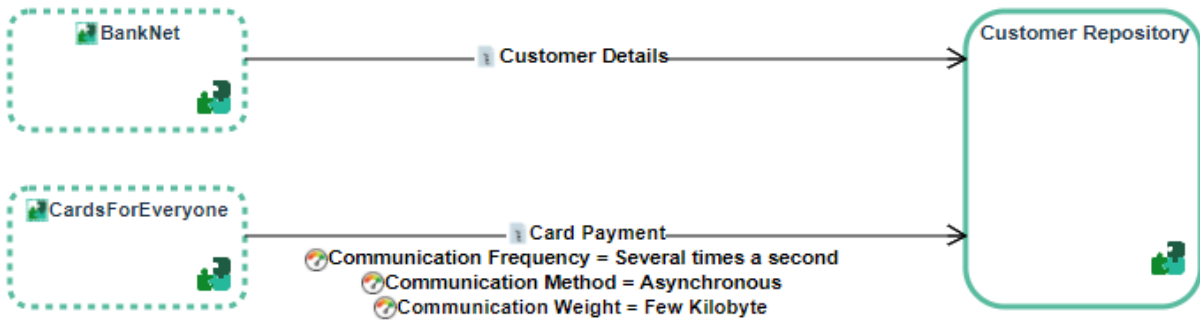 BankNet
Customer Details
Customer Repository
CardsForEveryone
Card Payment
Communication Frequency = Several times a second
Communication Method = Asynchronous
Communication Weight = Few Kilobyte